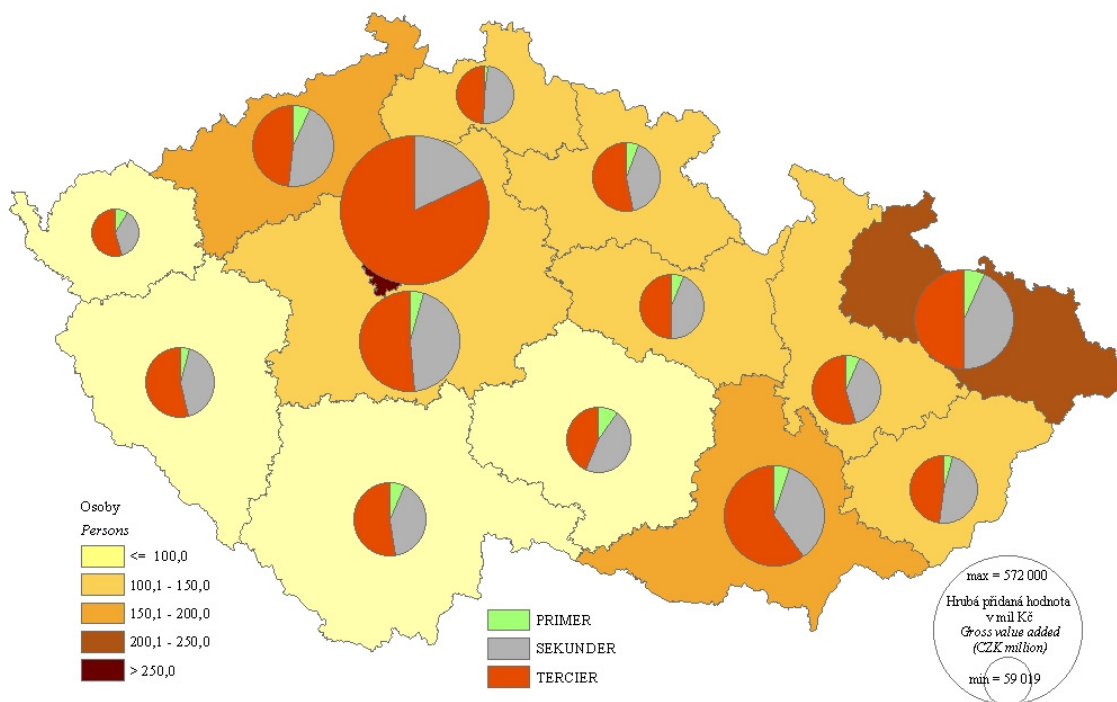 Osoby
Persons
<= 100,0
100,1 - 150,0
150,1 - 200,0
200,1 - 250,0
> 250,0
PRIMER
SEKUNDER
TERCIER
max = 572 000
Hrubá přidaná hodnota
v mil Kč
Gross value added
(CZK million)
min = 59 019